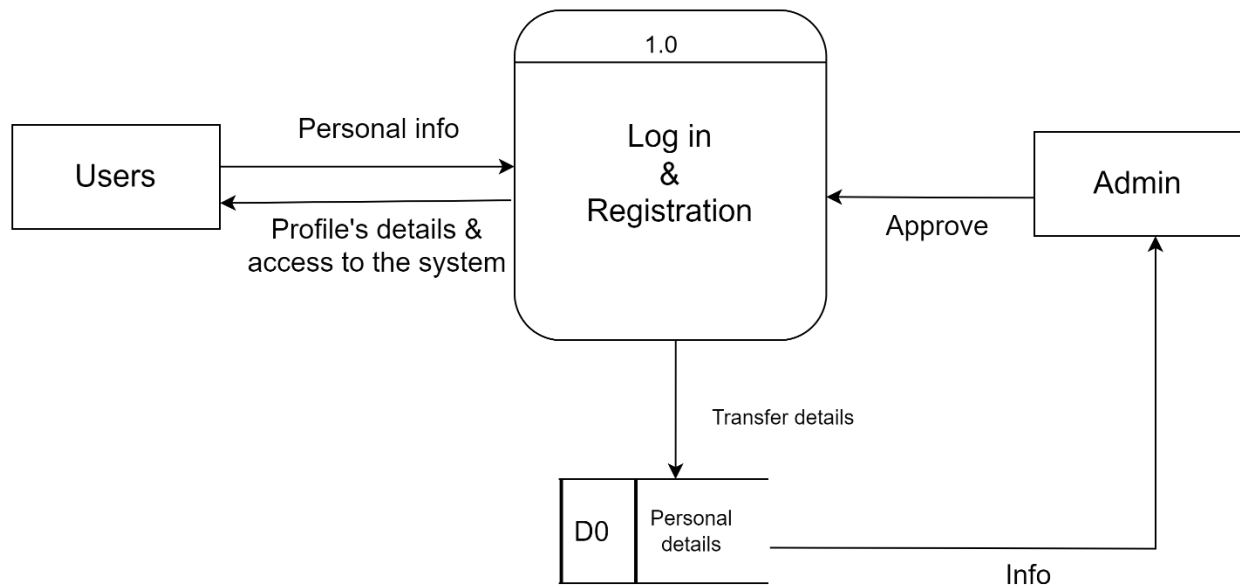 1.0
Users
Personal info
Profile's details &
access to the system
Log in
&
Registration
Admin
Approve
Transfer details
D0
Personal
details
Info